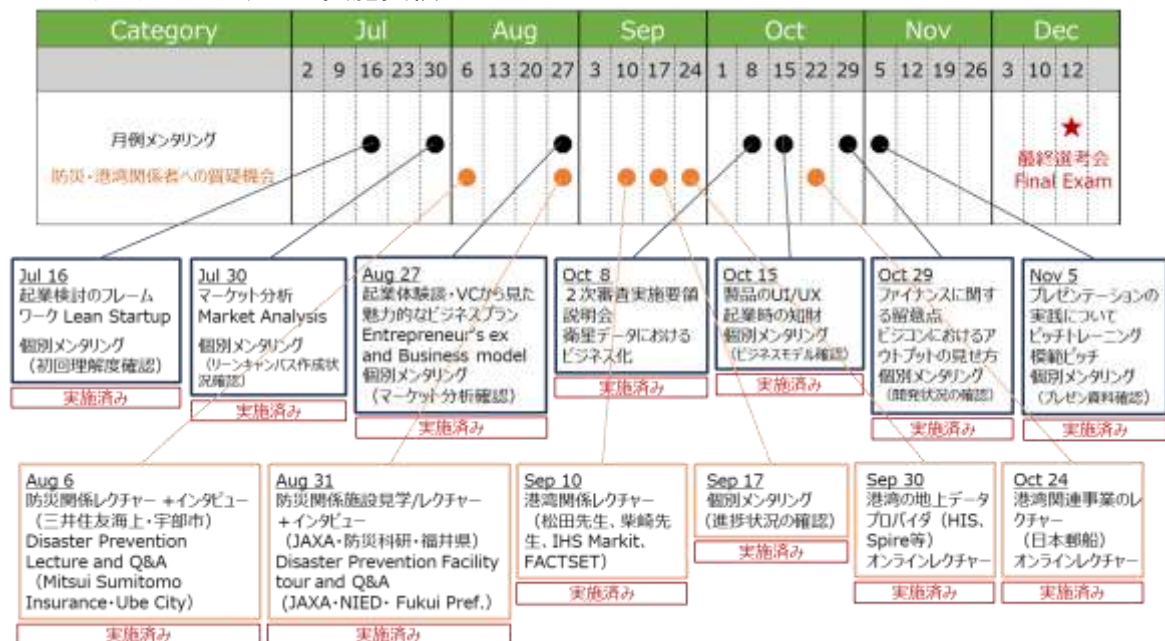 Category Jul Aug Sep Oct Nov Dec
2 9 16 23 30 6 13 20 27 3 10 17 24 1 8 15 22 29 5 12 19 26 3 10 12
月例メンタリング
防災・港湾関係者への質疑機会
最終選考会
Final Exam
Jul 16
起業検討のフレーム
ワーク Lean Startup
個別メンタリング
（初回理解度確認）
実施済み
Jul 30
マーケット分析
Market Analysis
個別メンタリング
（リーンキャンバス作成状
況確認）
実施済み
Aug 27
起業体験談・VCから見た
魅力的なビジネスプラン
Entrepreneur's ex
and Business model
個別メンタリング
（マーケット分析確認）
実施済み
Oct 8
２次審査実施要領
説明会
衛星データにおける
ビジネス化
実施済み
Oct 15
製品のUI/UX
起業時の知財
個別メンタリング
（ビジネスモデル確認）
実施済み
Oct 29
ファイナンスに関す
る留意点
ビジコンにおけるア
ウトプットの見せ方
個別メンタリング
（開発状況の確認）
実施済み
Nov 5
プレゼンテーションの
実践について
ピッチトレーニング
模範ピッチ
個別メンタリング
（プレゼン資料確認）
実施済み
Aug 6
防災関係レクチャー +インタビュー
（三井住友海上・宇部市）
Disaster Prevention
Lecture and Q&A
（Mitsui Sumitomo
Insurance・Ube City）
実施済み
Aug 31
防災関係施設見学/レクチャー
+インタビュー
（JAXA・防災科研・福井県）
Disaster Prevention Facility
tour and Q&A
（JAXA・NIED・ Fukui Pref.）
実施済み
Sep 10
港湾関係レクチャー
（松田先生、柴崎先
生、IHS Markit、
FACTSET）
実施済み
Sep 17
個別メンタリング
（進捗状況の確認）
実施済み
Sep 30
港湾の地上データ
プロバイダ（HIS、
Spire等）
オンラインレクチャー
実施済み
Oct 24
港湾関連事業のレ
クチャー
（日本郵船）
オンラインレクチャー
実施済み